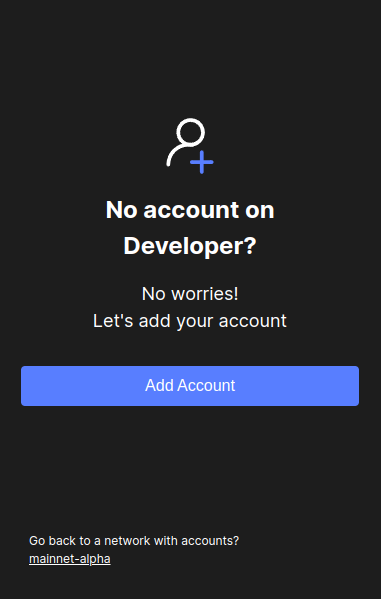 No account on
Developer?
No worries!
Let's add your account
Add Account
Go back to a network with accounts?
mainnet-alpha